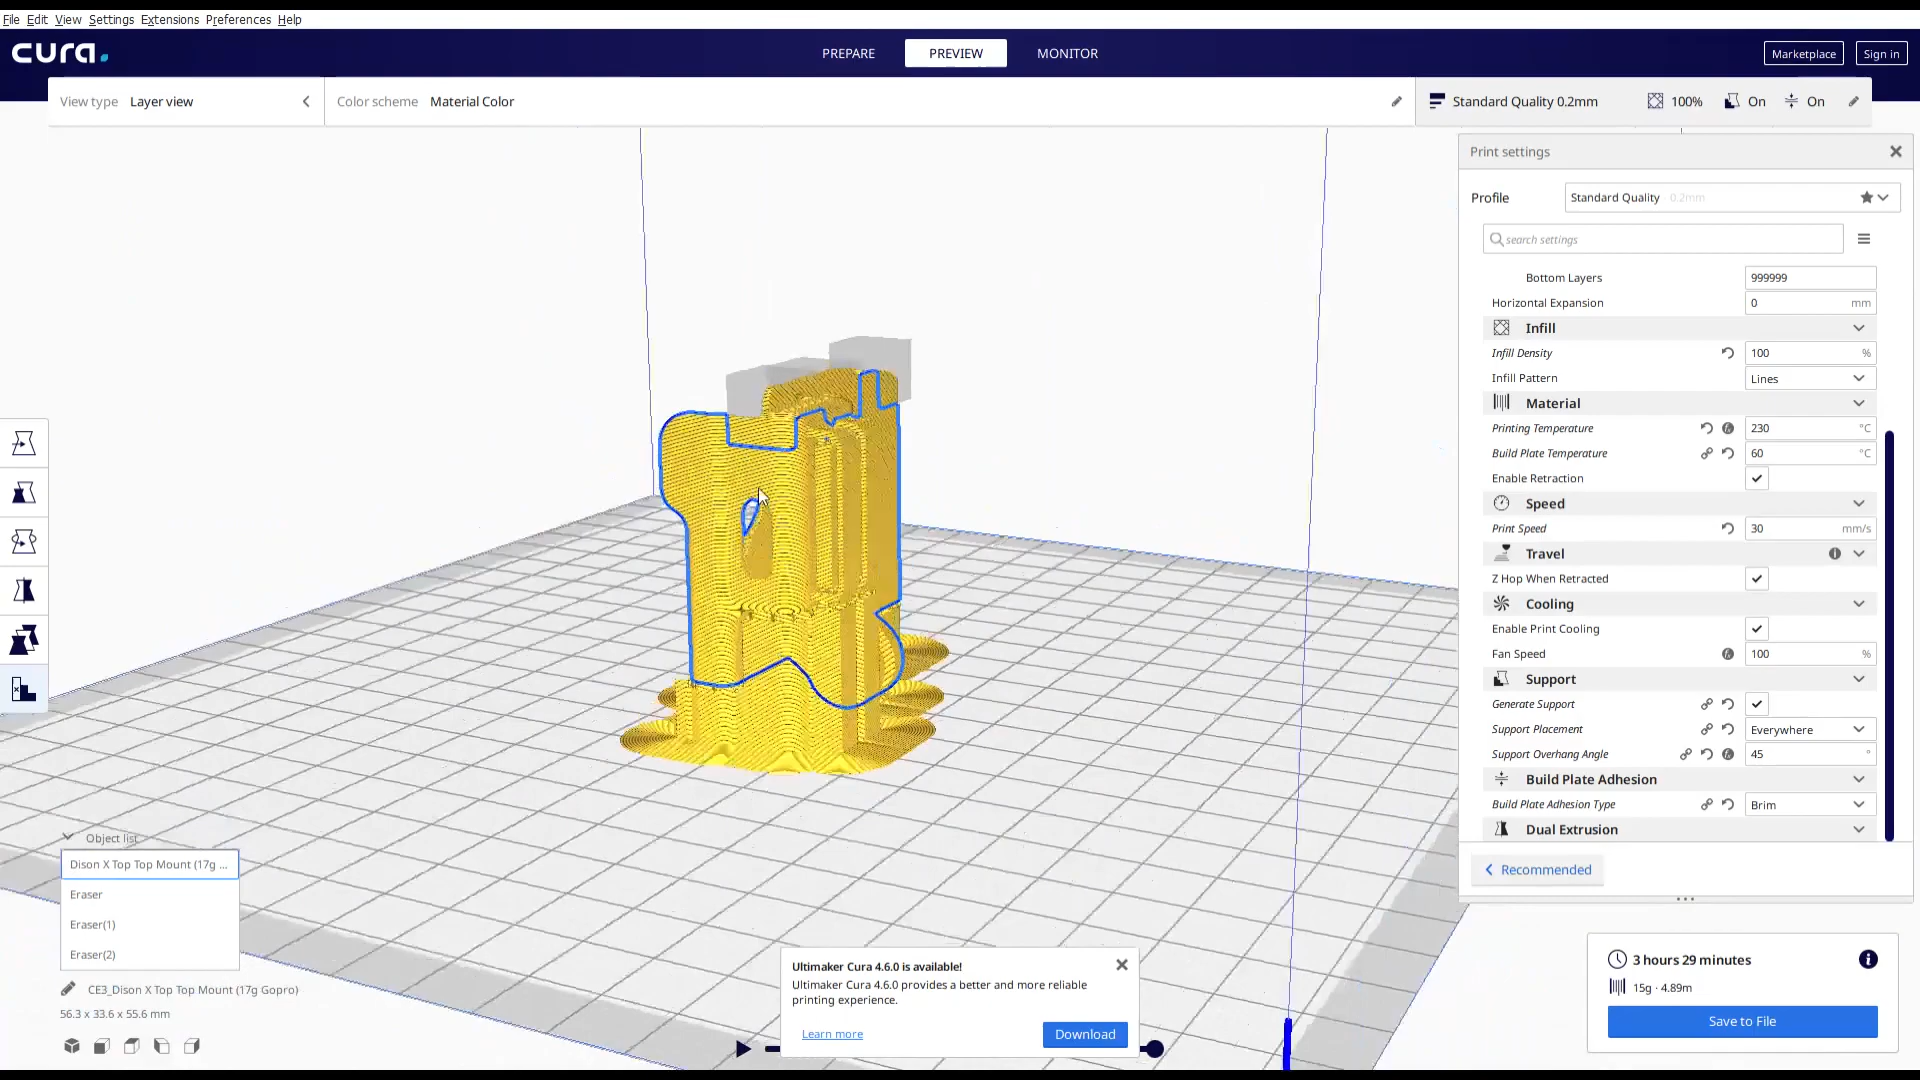 File Edit View Settings Extensions Preferences Help
cura.
PREPARE PREVIEW MONITOR
Marketplace Sign in
View type Layer view
Color scheme Material Color
Standard Quality 0.2mm 100% On On
Print settings
Profile Standard Quality 0.2mm
search settings
Bottom Layers 999999
Horizontal Expansion 0 mm
Infill
Infill Density 100 %
Infill Pattern Lines
Material
Printing Temperature 230 °C
Build Plate Temperature 60 °C
Enable Retraction
Speed
Print Speed 30 mm/s
Travel
Z Hop When Retracted
Cooling
Enable Print Cooling
Fan Speed 100 %
Support
Generate Support
Support Placement Everywhere
Support Overhang Angle 45 °
Build Plate Adhesion
Build Plate Adhesion Type Brim
Dual Extrusion
Recommended
Object list
Dison X Top Top Mount (17g ...
Eraser
Eraser(1)
Eraser(2)
CE3_Dison X Top Top Mount (17g Gopro)
56.3 x 33.6 x 55.6 mm
Ultimaker Cura 4.6.0 is available!
Ultimaker Cura 4.6.0 provides a better and more reliable
printing experience.
Learn more Download
3 hours 29 minutes
15g · 4.89m
Save to File